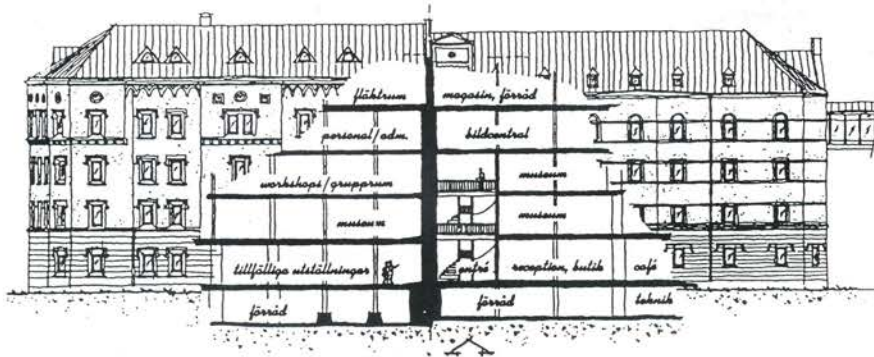 fläktrum
magasin, förråd
personal/adm.
bildcentral
workshops/grupprum
museum
museum
museum
tillfälliga utställningar
entré
reception, butik
café
förråd
förråd
teknik